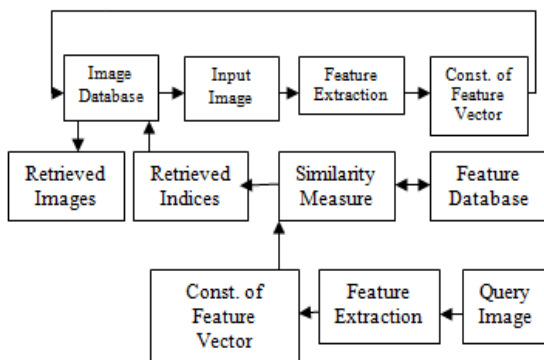 Image
Database
Input
Image
Feature
Extraction
Const. of
Feature
Vector
Retrieved
Images
Retrieved
Indices
Similarity
Measure
Feature
Database
Const. of
Feature
Vector
Feature
Extraction
Query
Image